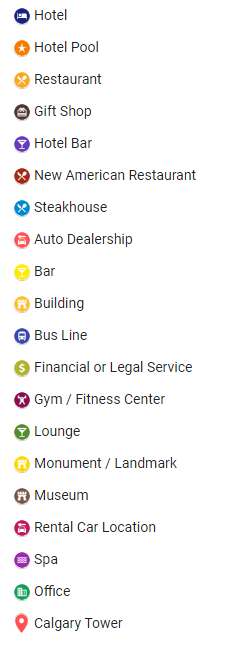 Hotel
Hotel Pool
Restaurant
Gift Shop
Hotel Bar
New American Restaurant
Steakhouse
Auto Dealership
Bar
Building
Bus Line
Financial or Legal Service
Gym / Fitness Center
Lounge
Monument / Landmark
Museum
Rental Car Location
Spa
Office
Calgary Tower